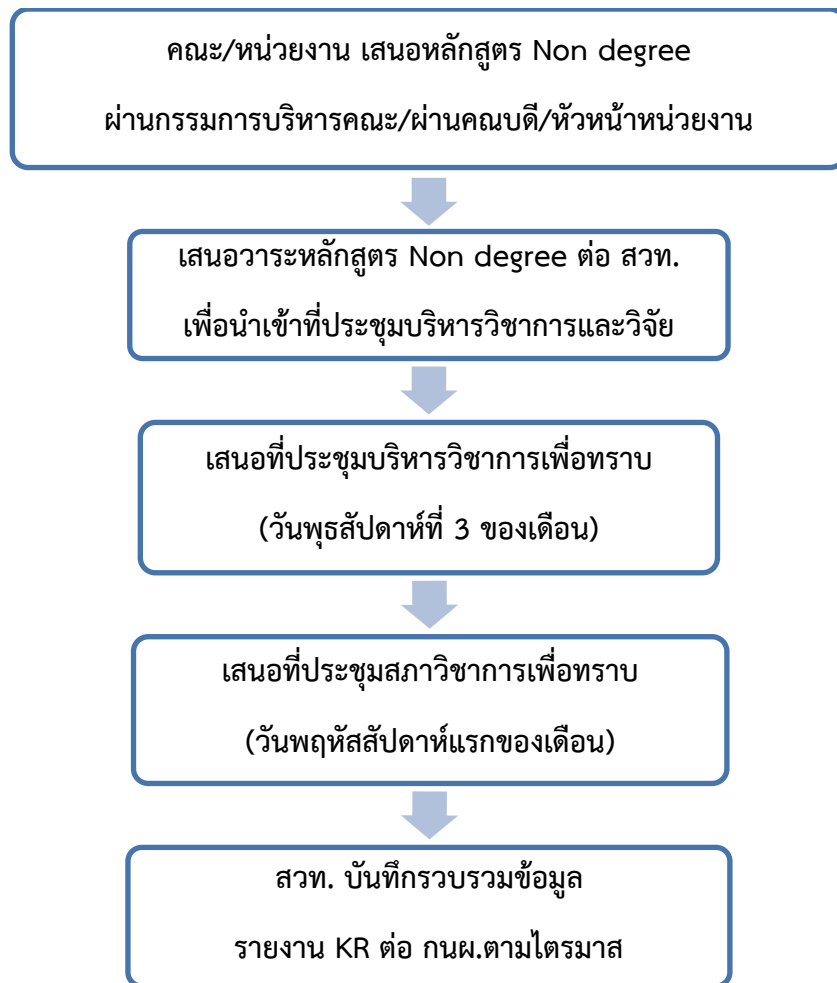 คณะ/หน่วยงาน เสนอหลักสูตร Non degree
ผ่านกรรมการบริหารคณะ/ผ่านคณบดี/หัวหน้าหน่วยงาน
เสนอวาระหลักสูตร Non degree ต่อ สวท.
เพื่อนำเข้าที่ประชุมบริหารวิชาการและวิจัย
เสนอที่ประชุมบริหารวิชาการเพื่อทราบ
(วันพุธสัปดาห์ที่ 3 ของเดือน)
เสนอที่ประชุมสภาวิชาการเพื่อทราบ
(วันพฤหัสสัปดาห์แรกของเดือน)
สวท. บันทึกรวบรวมข้อมูล
รายงาน KR ต่อ กนผ.ตามไตรมาส